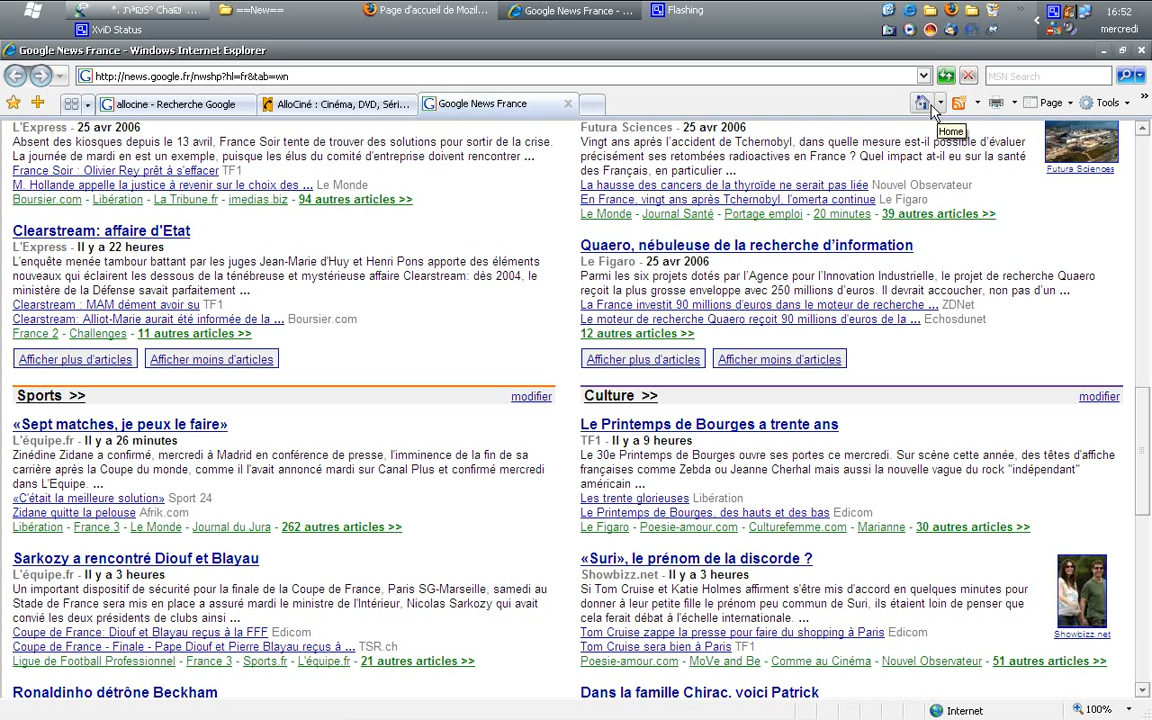 ==New==
Page d'accueil de Mozil...
Google News France - ...
Flashing
16:52
XviD Status
mercredi
Google News France - Windows Internet Explorer
http://news.google.fr/nwshp?hl=fr&tab=wn
MSN Search
allocine - Recherche Google
AlloCiné : Cinéma, DVD, Séri...
Google News France
Page
Tools
Home
L'Express - 25 avr 2006
Absent des kiosques depuis le 13 avril, France Soir tente de trouver des solutions pour sortir de la crise.
La journée de mardi en est un exemple, puisque les élus du comité d'entreprise doivent rencontrer ...
France Soir : Olivier Rey prêt à s'effacer TF1
M. Hollande appelle la justice à revenir sur le choix des ... Le Monde
Boursier.com - Libération - La Tribune.fr - imedias.biz - 94 autres articles >>
Clearstream: affaire d'Etat
L'Express - Il y a 22 heures
L'enquête menée tambour battant par les juges Jean-Marie d'Huy et Henri Pons apporte des éléments
nouveaux qui éclairent les dessous de la ténébreuse et mystérieuse affaire Clearstream: dès 2004, le
ministère de la Défense savait parfaitement ...
Clearstream : MAM dément avoir su TF1
Clearstream: Alliot-Marie aurait été informée de la ... Boursier.com
France 2 - Challenges - 11 autres articles >>
Afficher plus d'articles
Afficher moins d'articles
Futura Sciences - 25 avr 2006
Vingt ans après l'accident de Tchernobyl, dans quelle mesure est-il possible d'évaluer
précisément ses retombées radioactives en France ? Quel impact at-il eu sur la santé
des Français, en particulier ...
La hausse des cancers de la thyroïde ne serait pas liée Nouvel Observateur
En France, vingt ans après Tchernobyl, l'omerta continue Le Figaro
Le Monde - Journal Santé - Portage emploi - 20 minutes - 39 autres articles >>
Futura Sciences
Quaero, nébuleuse de la recherche d'information
Le Figaro - 25 avr 2006
Parmi les six projets dotés par l'Agence pour l'Innovation Industrielle, le projet de recherche Quaero
reçoit la plus grosse enveloppe avec 250 millions d'euros. Il devrait accoucher, non pas d'un ...
La France investit 90 millions d'euros dans le moteur de recherche ... ZDNet
Le moteur de recherche Quaero reçoit 90 millions d'euros de la ... Echosdunet
12 autres articles >>
Afficher plus d'articles
Afficher moins d'articles
Sports >>
modifier
«Sept matches, je peux le faire»
L'équipe.fr - Il y a 26 minutes
Zinédine Zidane a confirmé, mercredi à Madrid en conférence de presse, l'imminence de la fin de sa
carrière après la Coupe du monde, comme il l'avait annoncé mardi sur Canal Plus et confirmé mercredi
dans L'Equipe. ...
«C'était la meilleure solution» Sport 24
Zidane quitte la pelouse Afrik.com
Libération - France 3 - Le Monde - Journal du Jura - 262 autres articles >>
Sarkozy a rencontré Diouf et Blayau
L'équipe.fr - Il y a 3 heures
Un important dispositif de sécurité pour la finale de la Coupe de France, Paris SG-Marseille, samedi au
Stade de France sera mis en place a assuré mardi le ministre de l'Intérieur, Nicolas Sarkozy qui avait
convié les deux présidents de clubs ainsi ...
Coupe de France: Diouf et Blayau reçus à la FFF Edicom
Coupe de France - Finale - Pape Diouf et Pierre Blayau reçus à ... TSR.ch
Ligue de Football Professionnel - France 3 - Sports.fr - L'équipe.fr - 21 autres articles >>
Ronaldinho détrône Beckham
Culture >>
modifier
Le Printemps de Bourges a trente ans
TF1 - Il y a 9 heures
Le 30e Printemps de Bourges ouvre ses portes ce mercredi. Sur scène cette année, des têtes d'affiche
françaises comme Zebda ou Jeanne Cherhal mais aussi la nouvelle vague du rock "indépendant"
américain ...
Les trente glorieuses Libération
Le Printemps de Bourges, des hauts et des bas Edicom
Le Figaro - Poesie-amour.com - Culturefemme.com - Marianne - 30 autres articles >>
«Suri», le prénom de la discorde ?
Showbizz.net - Il y a 3 heures
Si Tom Cruise et Katie Holmes affirment s'être mis d'accord en quelques minutes pour
donner à leur petite fille le prénom peu commun de Suri, ils étaient loin de penser que
cela ferait débat à l'échelle internationale. ...
Tom Cruise zappe la presse pour faire du shopping à Paris Edicom
Tom Cruise sera bien à Paris TF1
Poesie-amour.com - MoVe and Be - Comme au Cinéma - Nouvel Observateur - 51 autres articles >>
Showbizz.net
Dans la famille Chirac, voici Patrick
Internet
100%